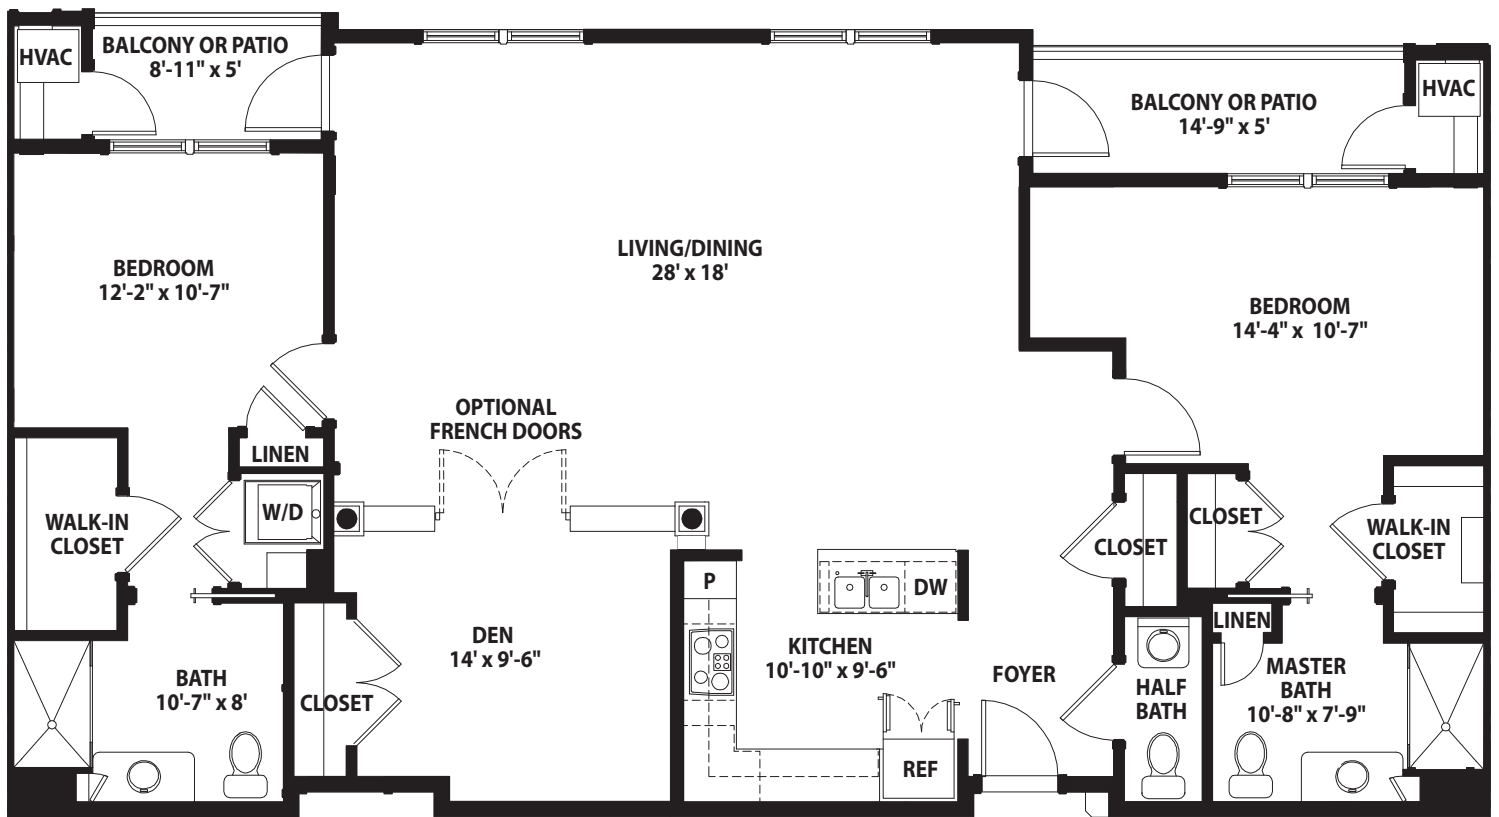 HVAC
BALCONY OR PATIO
8'-11" x 5'
BALCONY OR PATIO
14'-9" x 5'
HVAC
LIVING/DINING
28' x 18'
BEDROOM
12'-2" x 10'-7"
BEDROOM
14'-4" x 10'-7"
OPTIONAL
FRENCH DOORS
LINEN
W/D
WALK-IN
CLOSET
CLOSET
CLOSET
WALK-IN
CLOSET
P
DW
LINEN
DEN
14' x 9'-6"
KITCHEN
10'-10" x 9'-6"
FOYER
BATH
10'-7" x 8'
CLOSET
HALF
BATH
MASTER
BATH
10'-8" x 7'-9"
REF